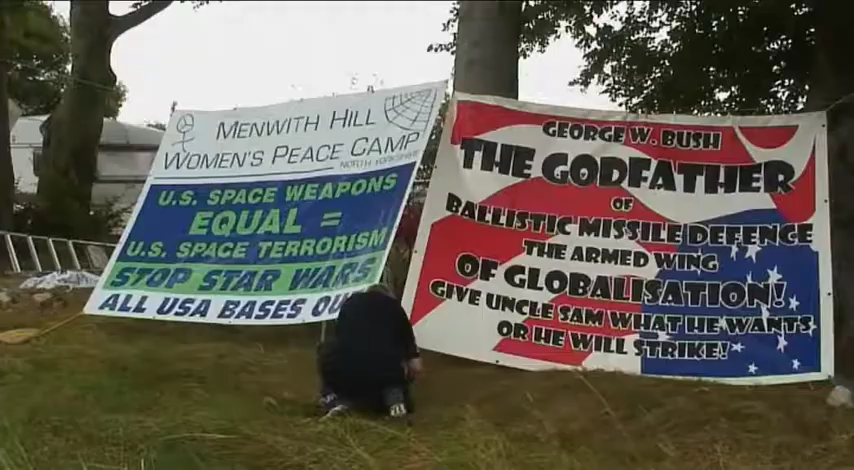 MENWITH HILL
WOMEN'S PEACE CAMP
NORTH YORKSHIRE
U.S. SPACE WEAPONS
EQUAL =
U.S. SPACE TERRORISM
STOP STAR WARS
ALL USA BASES
GEORGE W. BUSH
THE GODFATHER
OF
BALLISTIC MISSILE DEFENCE
THE ARMED WING
OF GLOBALISATION!
GIVE UNCLE SAM WHAT HE WANTS
OR HE WILL STRIKE!